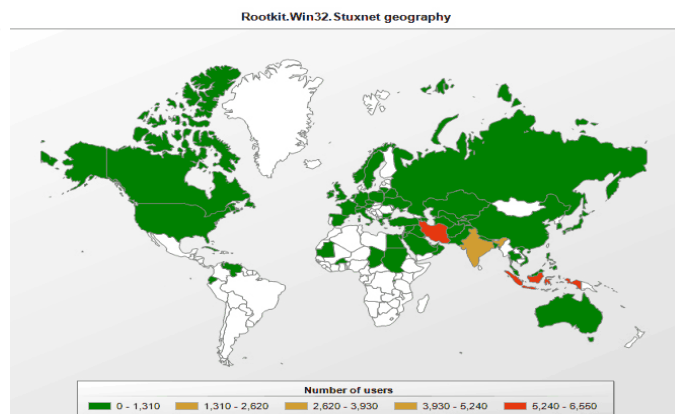 Rootkit.Win32.Stuxnet geography
Number of users
0 - 1,310 1,310 - 2,620 2,620 - 3,930 3,930 - 5,240 5,240 - 6,550